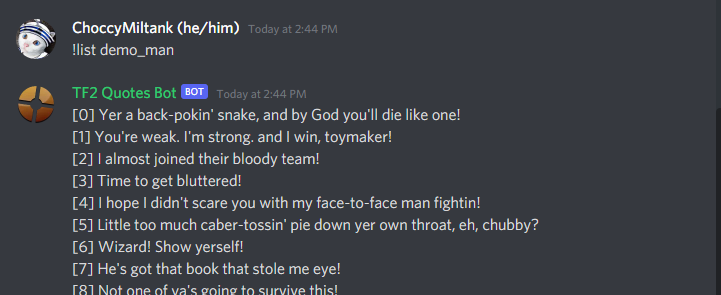 ChoccyMiltank (he/him) Today at 2:44 PM
!list demo_man
TF2 Quotes Bot BOT Today at 2:44 PM
[0] Yer a back-pokin' snake, and by God you'll die like one!
[1] You're weak. I'm strong. and I win, toymaker!
[2] I almost joined their bloody team!
[3] Time to get bluttered!
[4] I hope I didn't scare you with my face-to-face man fightin!
[5] Little too much caber-tossin' pie down yer own throat, eh, chubby?
[6] Wizard! Show yerself!
[7] He's got that book that stole me eye!
[8] Not one of ya's going to survive this!